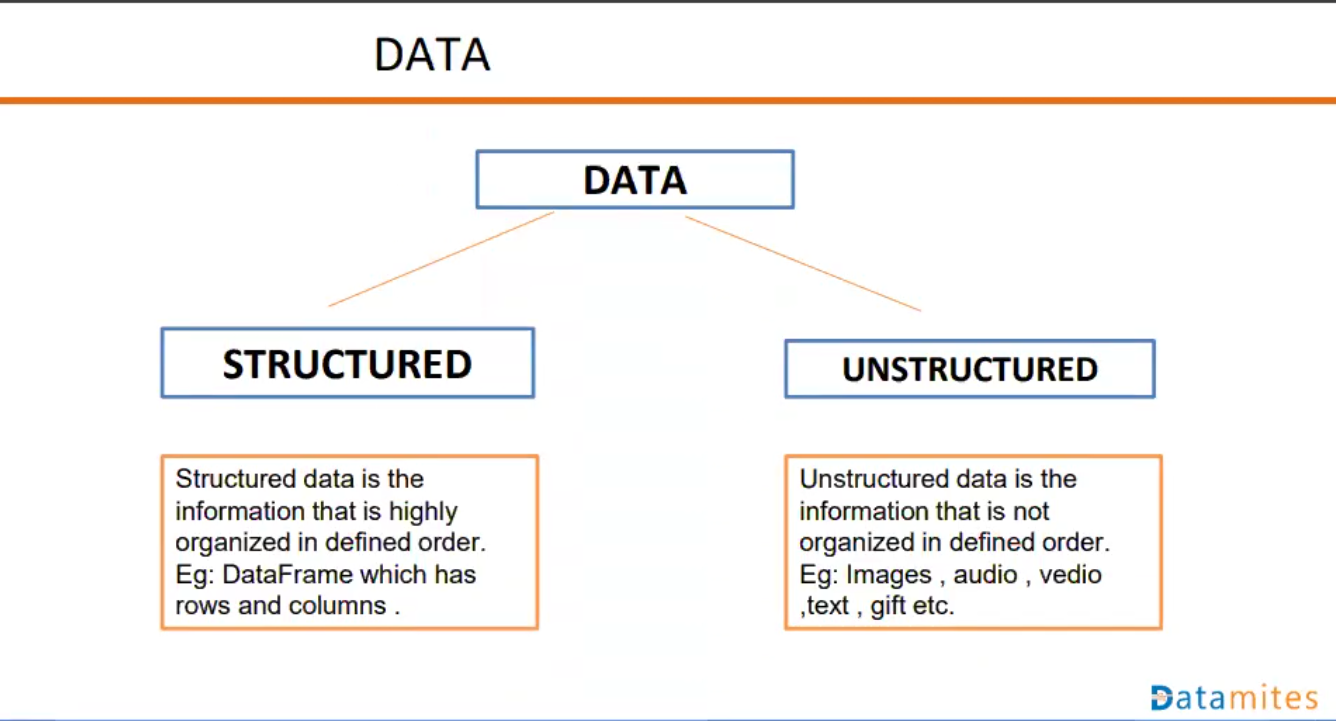 DATA
DATA
STRUCTURED
UNSTRUCTURED
Structured data is the
information that is highly
organized in defined order.
Eg: DataFrame which has
rows and columns .
Unstructured data is the
information that is not
organized in defined order.
Eg: Images , audio , vedio
,text , gift etc.
Datamites